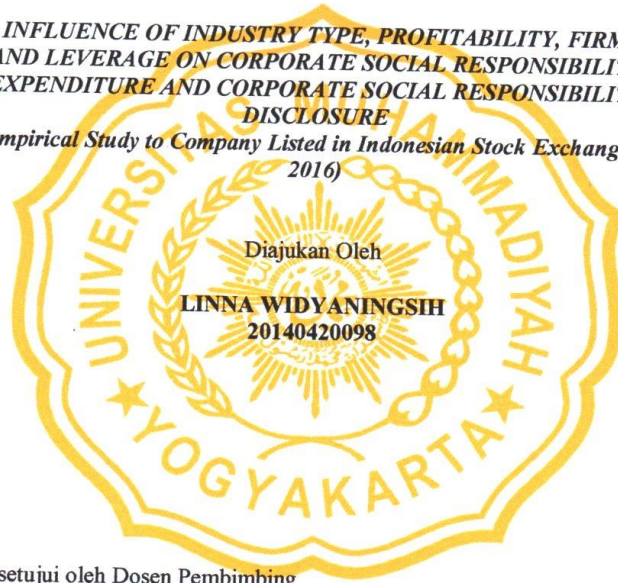 INFLUENCE OF INDUSTRY TYPE, PROFITABILITY, FIRM
AND LEVERAGE ON CORPORATE SOCIAL RESPONSIBILIT
EXPENDITURE AND CORPORATE SOCIAL RESPONSIBILIT
DISCLOSURE
mpirical Study to Company Listed in Indonesian Stock Exchang
2016)
Diajukan Oleh
LINNA WIDYANINGSIH
20140420098
UNIVERSITAS MUHAMMADIYAH
★ YOGYAKARTA ★
setujui oleh Dosen Pembimbing